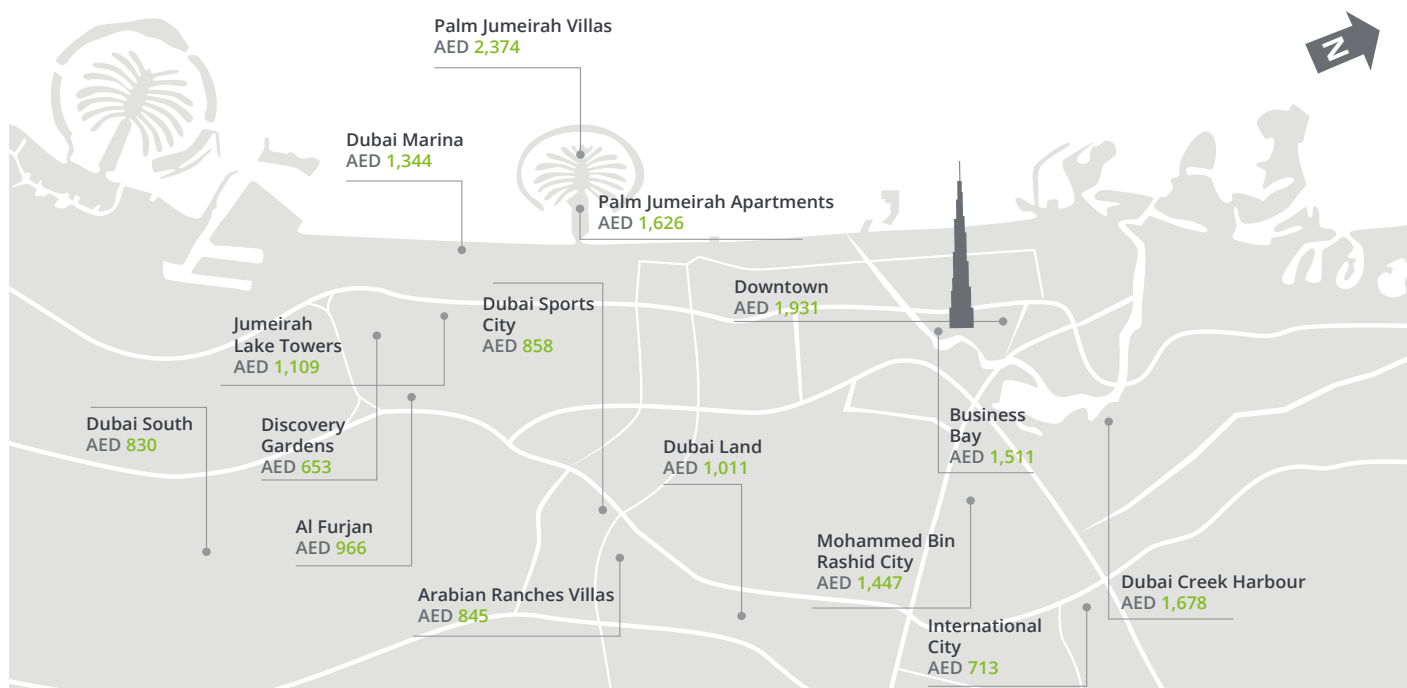 Palm Jumeirah Villas
AED 2,374
N
Dubai Marina
AED 1,344
Palm Jumeirah Apartments
AED 1,626
Downtown
AED 1,931
Dubai Sports
City
AED 858
Jumeirah
Lake Towers
AED 1,109
Dubai South
AED 830
Discovery
Gardens
AED 653
Dubai Land
AED 1,011
Business
Bay
AED 1,511
Al Furjan
AED 966
Mohammed Bin
Rashid City
AED 1,447
Arabian Ranches Villas
AED 845
Dubai Creek Harbour
AED 1,678
International
City
AED 713